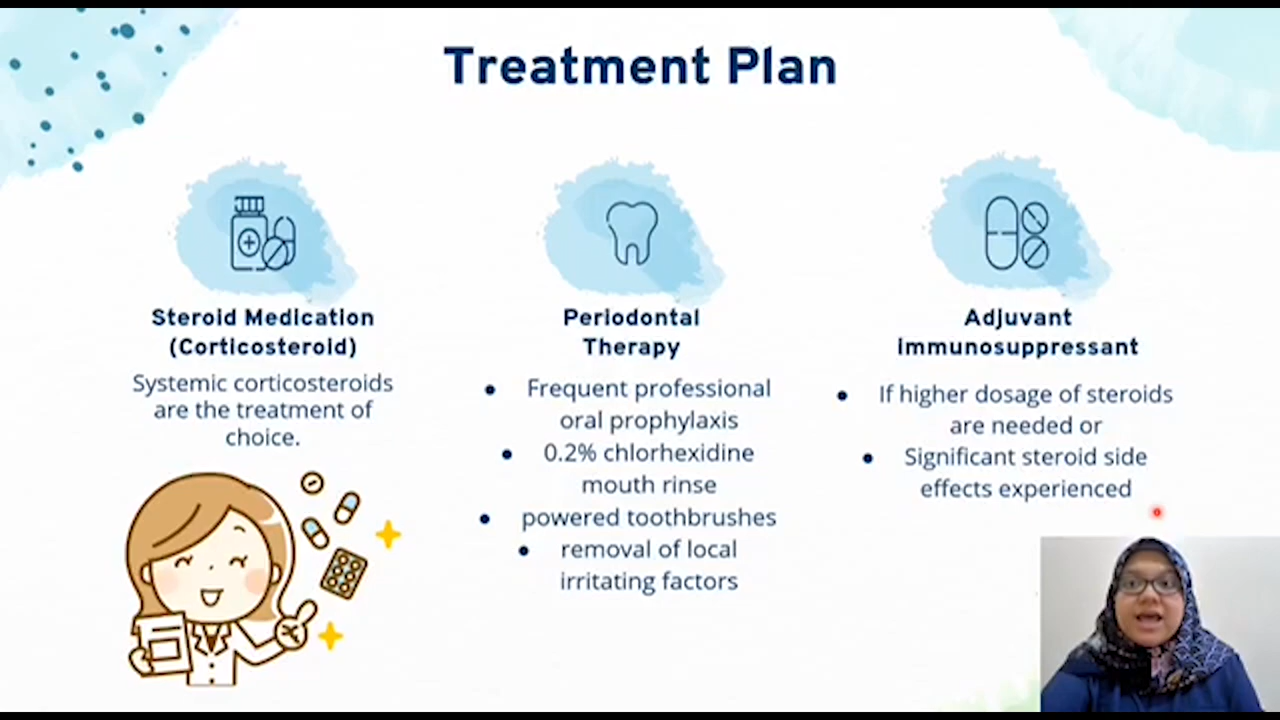 Treatment Plan
Steroid Medication
(Corticosteroid)
Systemic corticosteroids
are the treatment of
choice.
Periodontal
Therapy
• Frequent professional
oral prophylaxis
• 0.2% chlorhexidine
mouth rinse
• powered toothbrushes
• removal of local
irritating factors
Adjuvant
immunosuppressant
• If higher dosage of steroids
are needed or
• Significant steroid side
effects experienced